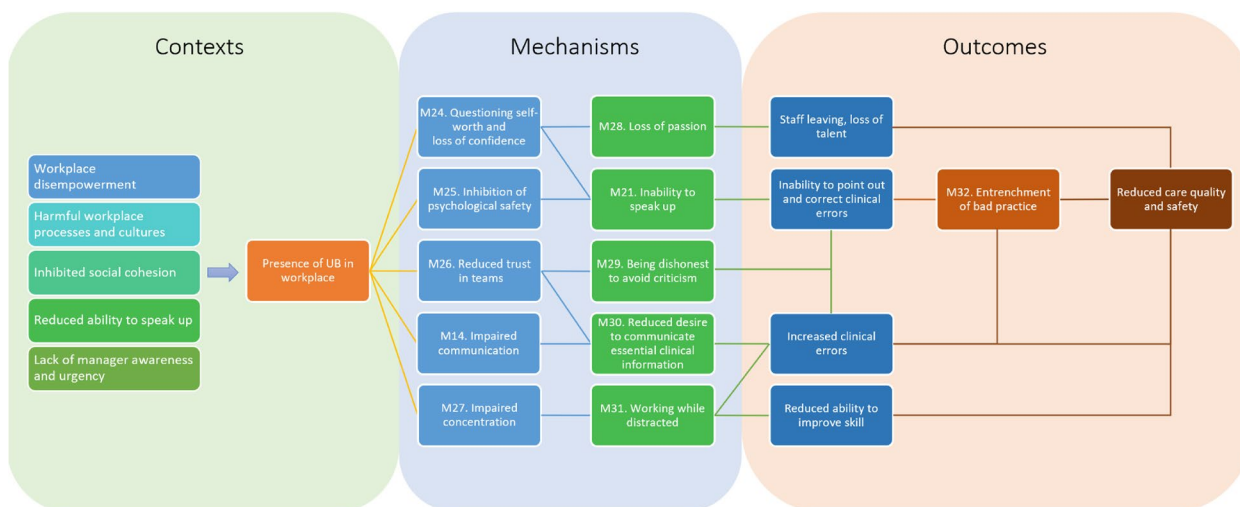 Contexts
Mechanisms
Outcomes
Workplace
disempowerment
Harmful workplace
processes and cultures
Inhibited social cohesion
Reduced ability to speak up
Lack of manager awareness
and urgency
Presence of UB in
workplace
M24. Questioning self-
worth and
loss of confidence
M25. Inhibition of
psychological safety
M26. Reduced trust
in teams
M14. Impaired
communication
M27. Impaired
concentration
M28. Loss of passion
M21. Inability to
speak up
M29. Being dishonest
to avoid criticism
M30. Reduced desire
to communicate
essential clinical
information
M31. Working while
distracted
Staff leaving, loss of
talent
Inability to point out
and correct clinical
errors
Increased clinical
errors
Reduced ability to
improve skill
M32. Entrenchment
of bad practice
Reduced care quality
and safety